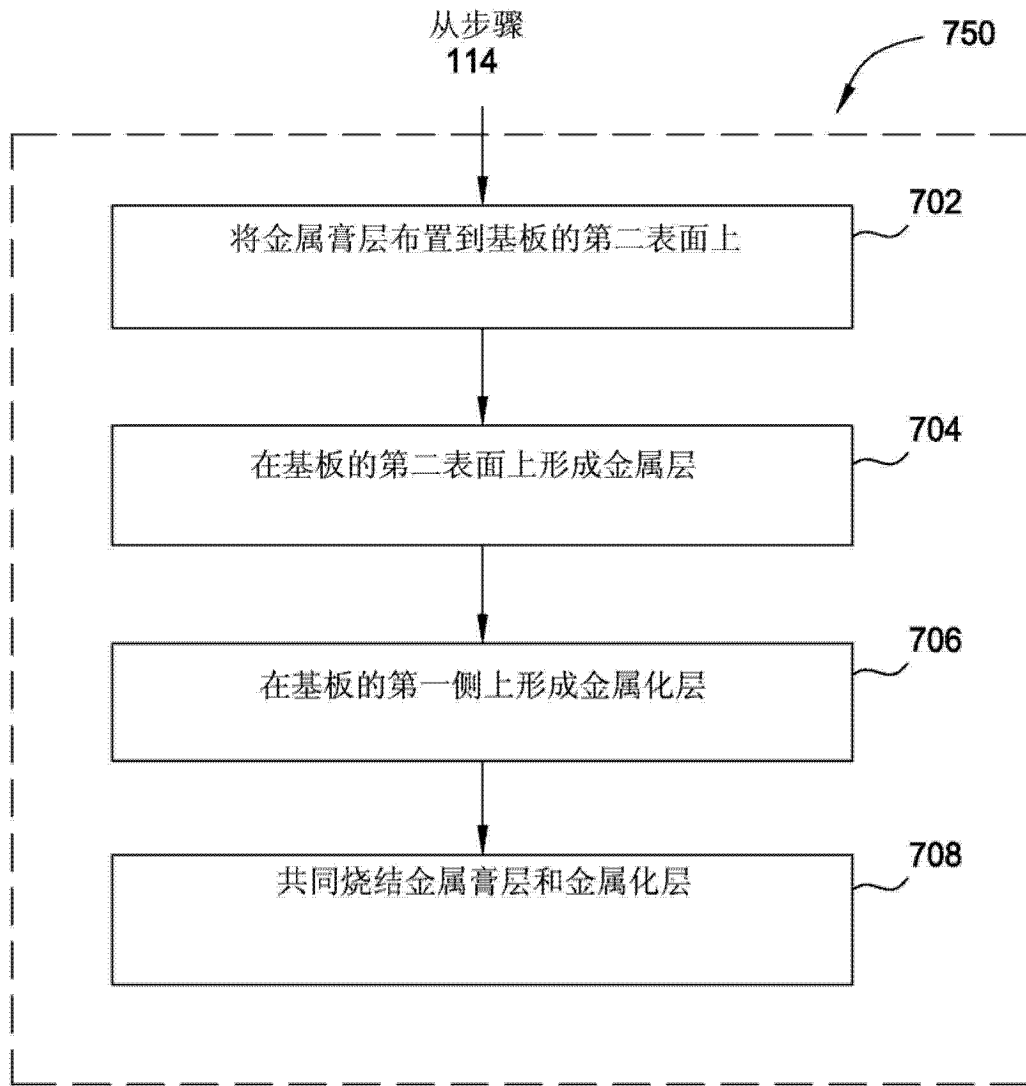 从步骤
114
750
702
将金属膏层布置到基板的第二表面上
704
在基板的第二表面上形成金属层
706
在基板的第一侧上形成金属化层
708
共同烧结金属膏层和金属化层